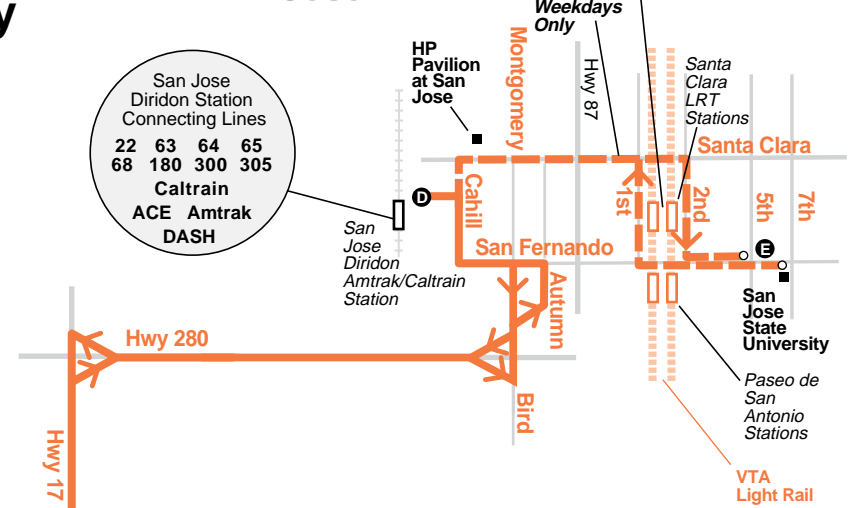 y
Weekdays
Only
HP
Pavilion
at San
Jose
Montgomery
Hwy 87
Santa
Clara
LRT
Stations
San Jose
Diridon Station
Connecting Lines
22 63 64 65
68 180 300 305
Caltrain
ACE Amtrak
DASH
Santa Clara
D
Cahill
1st
2nd
5th
7th
San
Jose
Diridon
Amtrak/Caltrain
Station
San Fernando
E
Autumn
San
Jose
State
University
Hwy 280
Bird
Paseo de
San
Antonio
Stations
Hwy 17
VTA
Light Rail